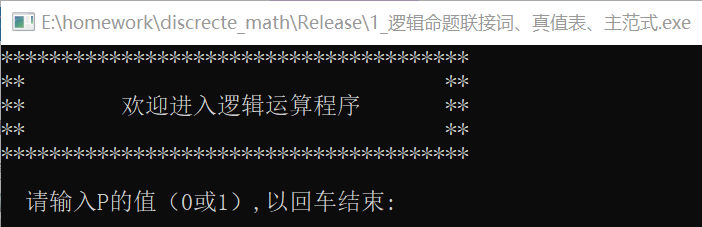 E:\homework\discrecte_math\Release\1_逻辑命题联接词、真值表、主范式.exe
***************************************
** **
** 欢迎进入逻辑运算程序 **
** **
***************************************
请输入P的值（0或1）,以回车结束: